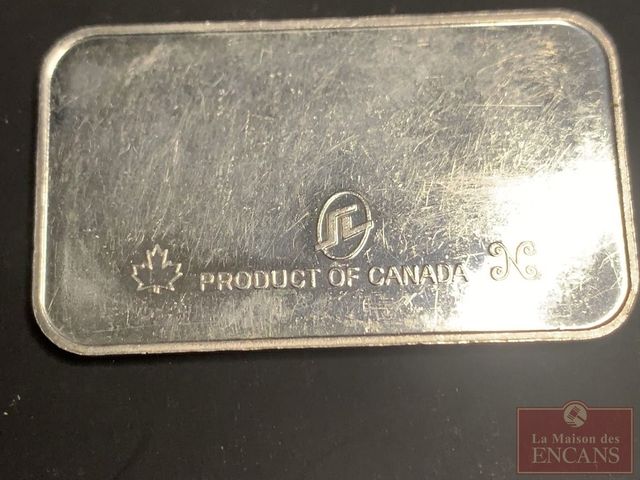 PRODUCT OF CANADA N
La Maison des
ENCANS